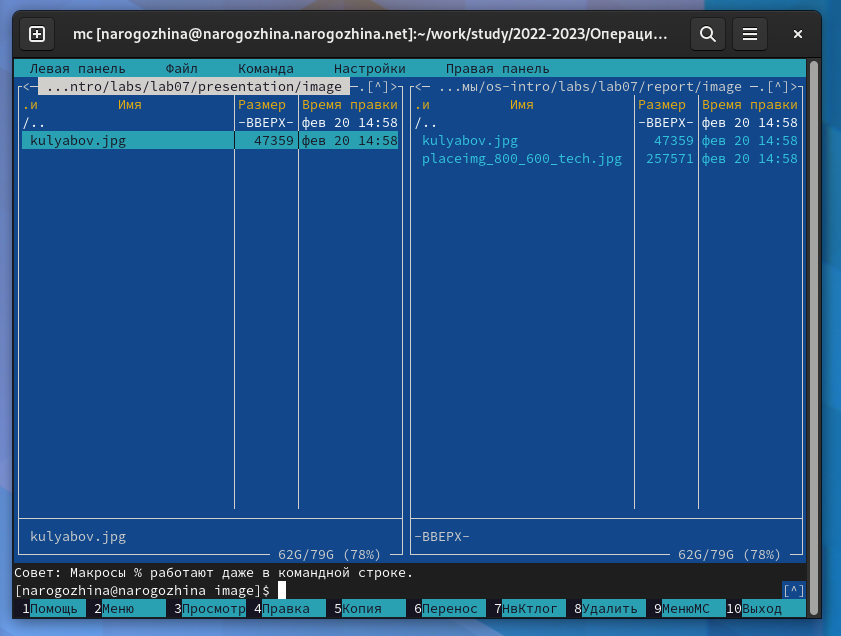 mc [narogozhina@narogozhina.narogozhina.net]:~/work/study/2022-2023/Операци...
Левая панель Файл Команда Настройки Правая панель
<─ ...ntro/labs/lab07/presentation/image ─.[^]> <─ ...мы/os-intro/labs/lab07/report/image ─.[^]>
.и Имя Размер Время правки .и Имя Размер Время правки
/.. -ВВЕРХ- фев 20 14:58 /.. -ВВЕРХ- фев 20 14:58
kulyabov.jpg 47359 фев 20 14:58 kulyabov.jpg 47359 фев 20 14:58
placeimg_800_600_tech.jpg 257571 фев 20 14:58
kulyabov.jpg -ВВЕРХ-
62G/79G (78%) 62G/79G (78%)
Совет: Макросы % работают даже в командной строке.
[narogozhina@narogozhina image]$ [^]
1Помощь 2Меню 3Просмотр 4Правка 5Копия 6Перенос 7НвКтлог 8Удалить 9МенюМС 10Выход